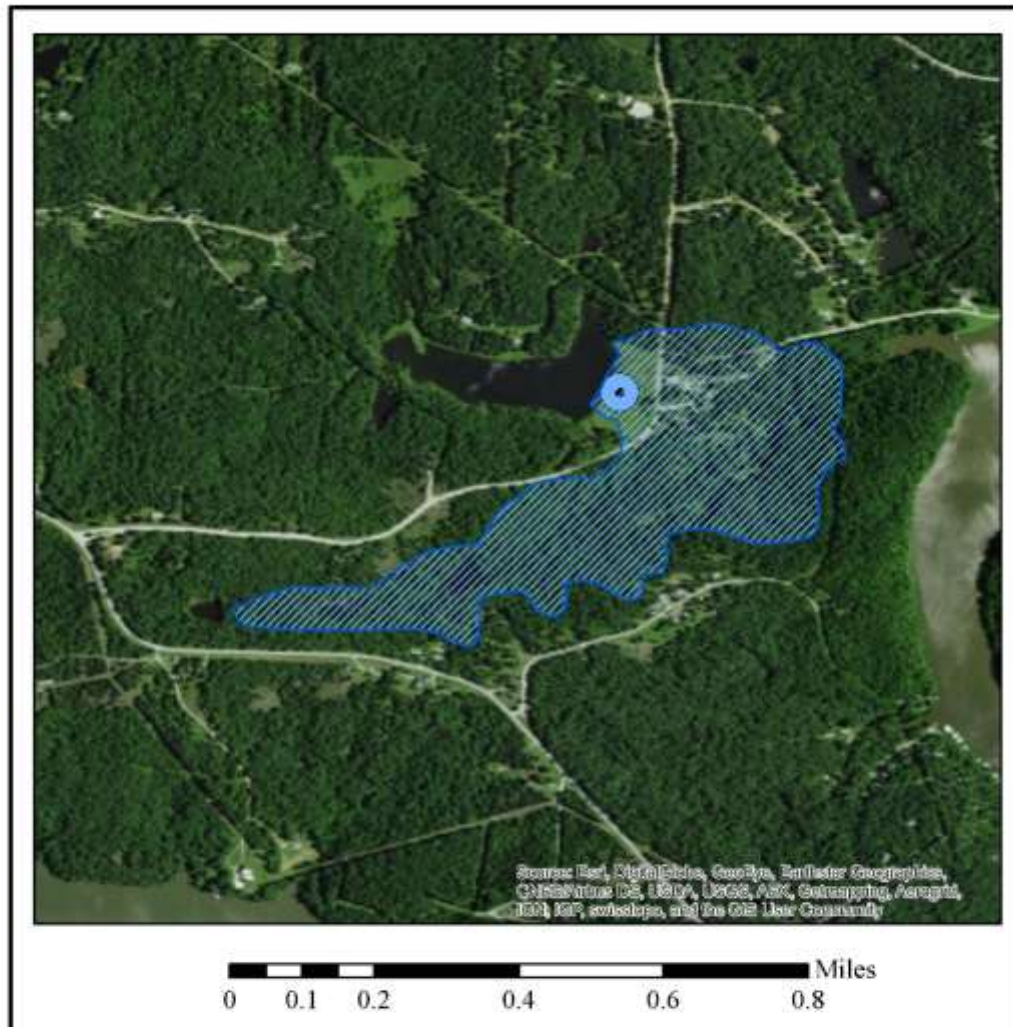 Source: Esri, DigitalGlobe, GeoEye, Earthstar Geographics,
CNES/Airbus DS, USDA, USGS, AEX, Getmapping, Aerogrid,
IGN, IGP, swisstopo, and the GIS User Community
Miles
0 0.1 0.2 0.4 0.6 0.8